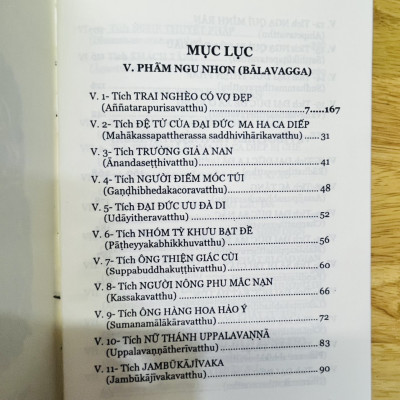 MỤC LỤC
V. PHẨM NGU NHƠN (BĀLAVAGGA)
V. 1- Tích TRAI NGHÈO CÓ VỢ ĐẸP
(Aññatarapurisavatthu) 7.....167
V. 2- Tích ĐỆ TỬ CỦA ĐẠI ĐỨC MA HA CA DIẾP
(Mahākassapattherassa saddhivihārikavatthu) 31
V. 3- Tích TRƯỞNG GIẢ A NAN
(Ānandaseṭṭhivatthu) 41
V. 4- Tích NGƯỜI ĐIẾM MÓC TÚI
(Gaṇḍhibhedakacoravatthu) 48
V. 5- Tích ĐẠI ĐỨC ƯU ĐÀ DI
(Udāyitheravatthu) 52
V. 6- Tích NHÓM TỲ KHƯU BẠT ĐỀ
(Pāṭheyyakabhikkhuvatthu) 56
V. 7- Tích ÔNG THIỆN GIÁC CÙI
(Suppabuddhakuṭṭhivatthu) 60
V. 8- Tích NGƯỜI NÔNG PHU MẮC NẠN
(Kassakavatthu) 66
V. 9- Tích ÔNG HÀNG HOA HẢO Ý
(Sumanamālākāravatthu) 72
V. 10- Tích NỮ THÁNH UPPALAVAṆṆĀ
(Uppalavaṇṇātherīvatthu) 83
V. 11- Tích JAMBŪKĀJĪVAKA
(Jambūkājīvakavatthu) 90